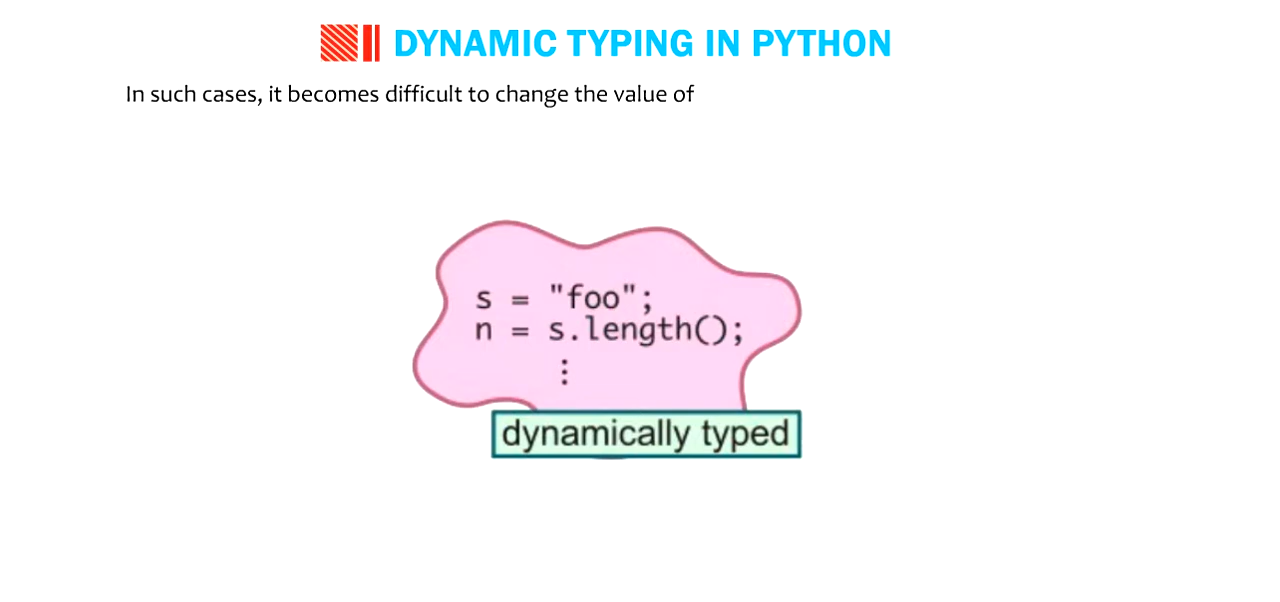 DYNAMIC TYPING IN PYTHON
In such cases, it becomes difficult to change the value of
s = "foo";
n = s.length();
⋮
dynamically typed